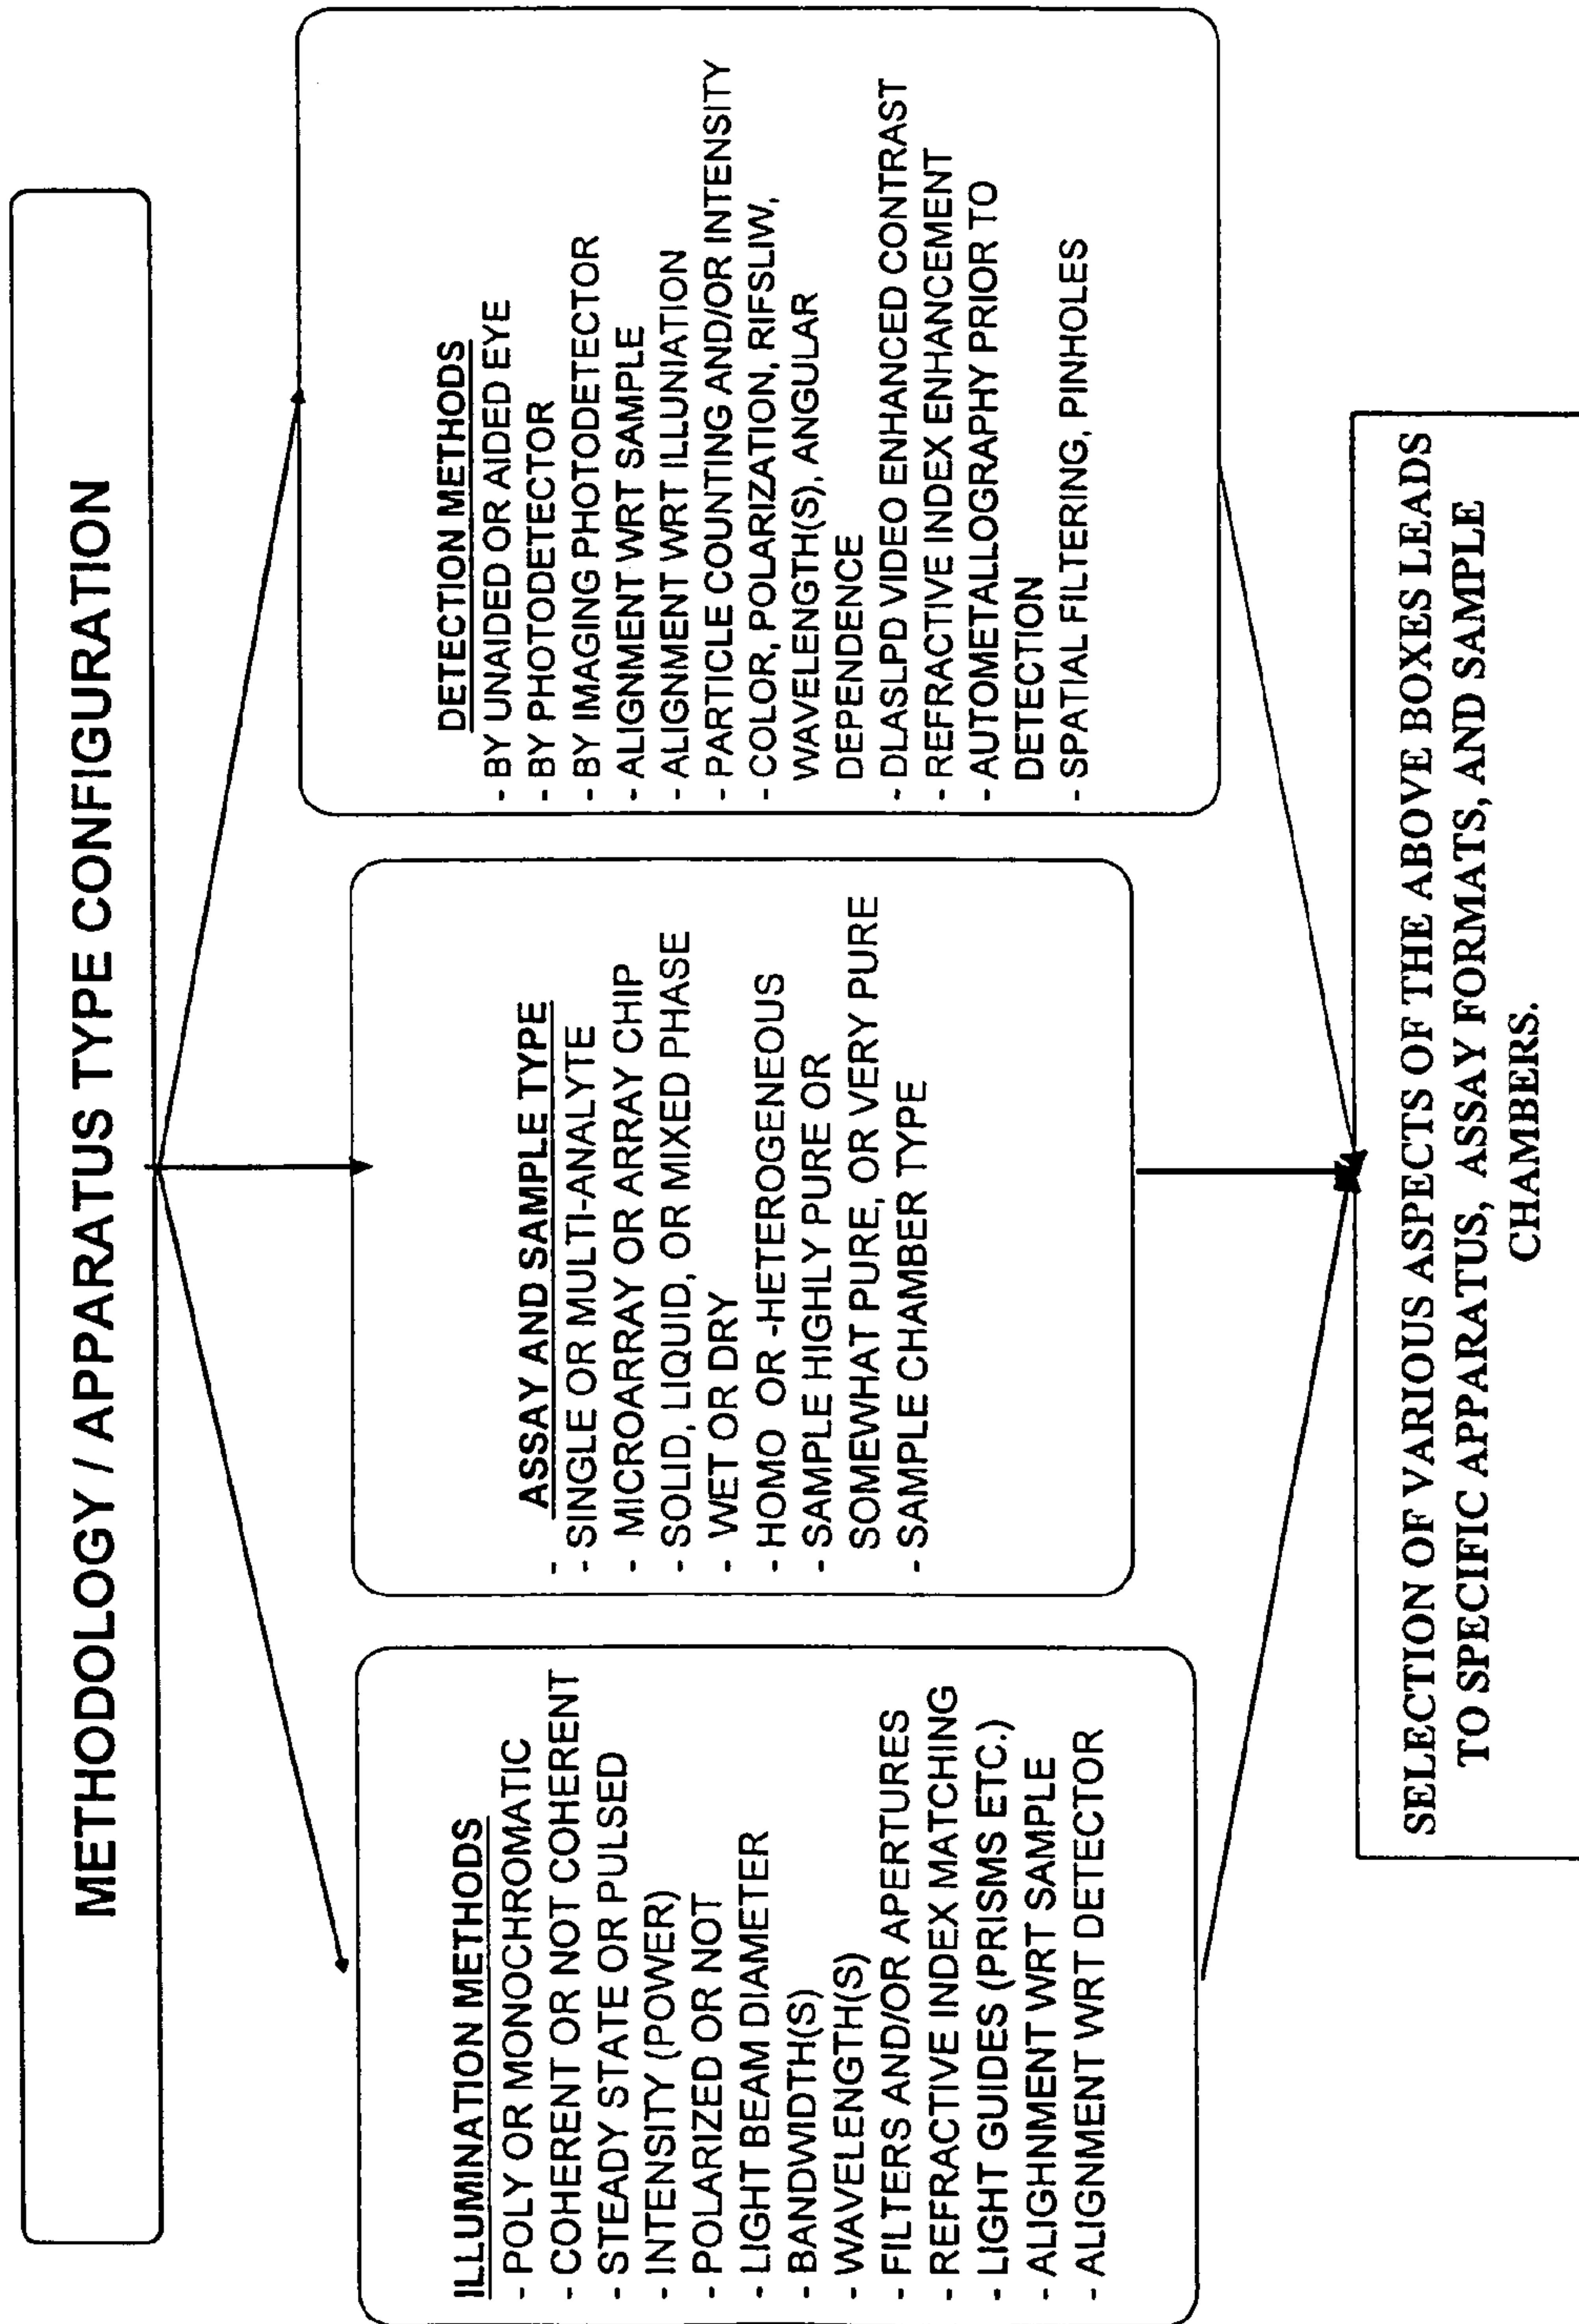 METHODOLOGY / APPARATUS TYPE CONFIGURATION
ILLUMINATION METHODS
- POLY OR MONOCHROMATIC
- COHERENT OR NOT COHERENT
- STEADY STATE OR PULSED
- INTENSITY (POWER)
- POLARIZED OR NOT
- LIGHT BEAM DIAMETER
- BANDWIDTH(S)
- WAVELENGTH(S)
- FILTERS AND/OR APERTURES
- REFRACTIVE INDEX MATCHING
- LIGHT GUIDES (PRISMS ETC.)
- ALIGHNMENT WRT SAMPLE
- ALIGNMENT WRT DETECTOR
- ASSAY AND SAMPLE TYPE
- SINGLE OR MULTI-ANALYTE
- MICROARRAY OR ARRAY CHIP
- SOLID, LIQUID, OR MIXED PHASE
- WET OR DRY
- HOMO OR -HETEROGENEOUS
- SAMPLE HIGHLY PURE OR
SOMEWHAT PURE, OR VERY PURE
- SAMPLE CHAMBER TYPE
DETECTION METHODS
- BY UNAIDED OR AIDED EYE
- BY PHOTODETECTOR
- BY IMAGING PHOTODETECTOR
- ALIGNMENT WRT SAMPLE
- ALIGNMENT WRT ILLUNIATION
- PARTICLE COUNTING AND/OR INTENSITY
- COLOR, POLARIZATION, RIFSLIW,
WAVELENGTH(S), ANGULAR
DEPENDENCE
- DLASLPD VIDEO ENHANCED CONTRAST
- REFRACTIVE INDEX ENHANCEMENT
- AUTOMETALLOGRAPHY PRIOR TO
DETECTION
- SPATIAL FILTERING, PINHOLES
SELECTION OF VARIOUS ASPECTS OF THE ABOVE BOXES LEADS
TO SPECIFIC APPARATUS, ASSAY FORMATS, AND SAMPLE
CHAMBERS.